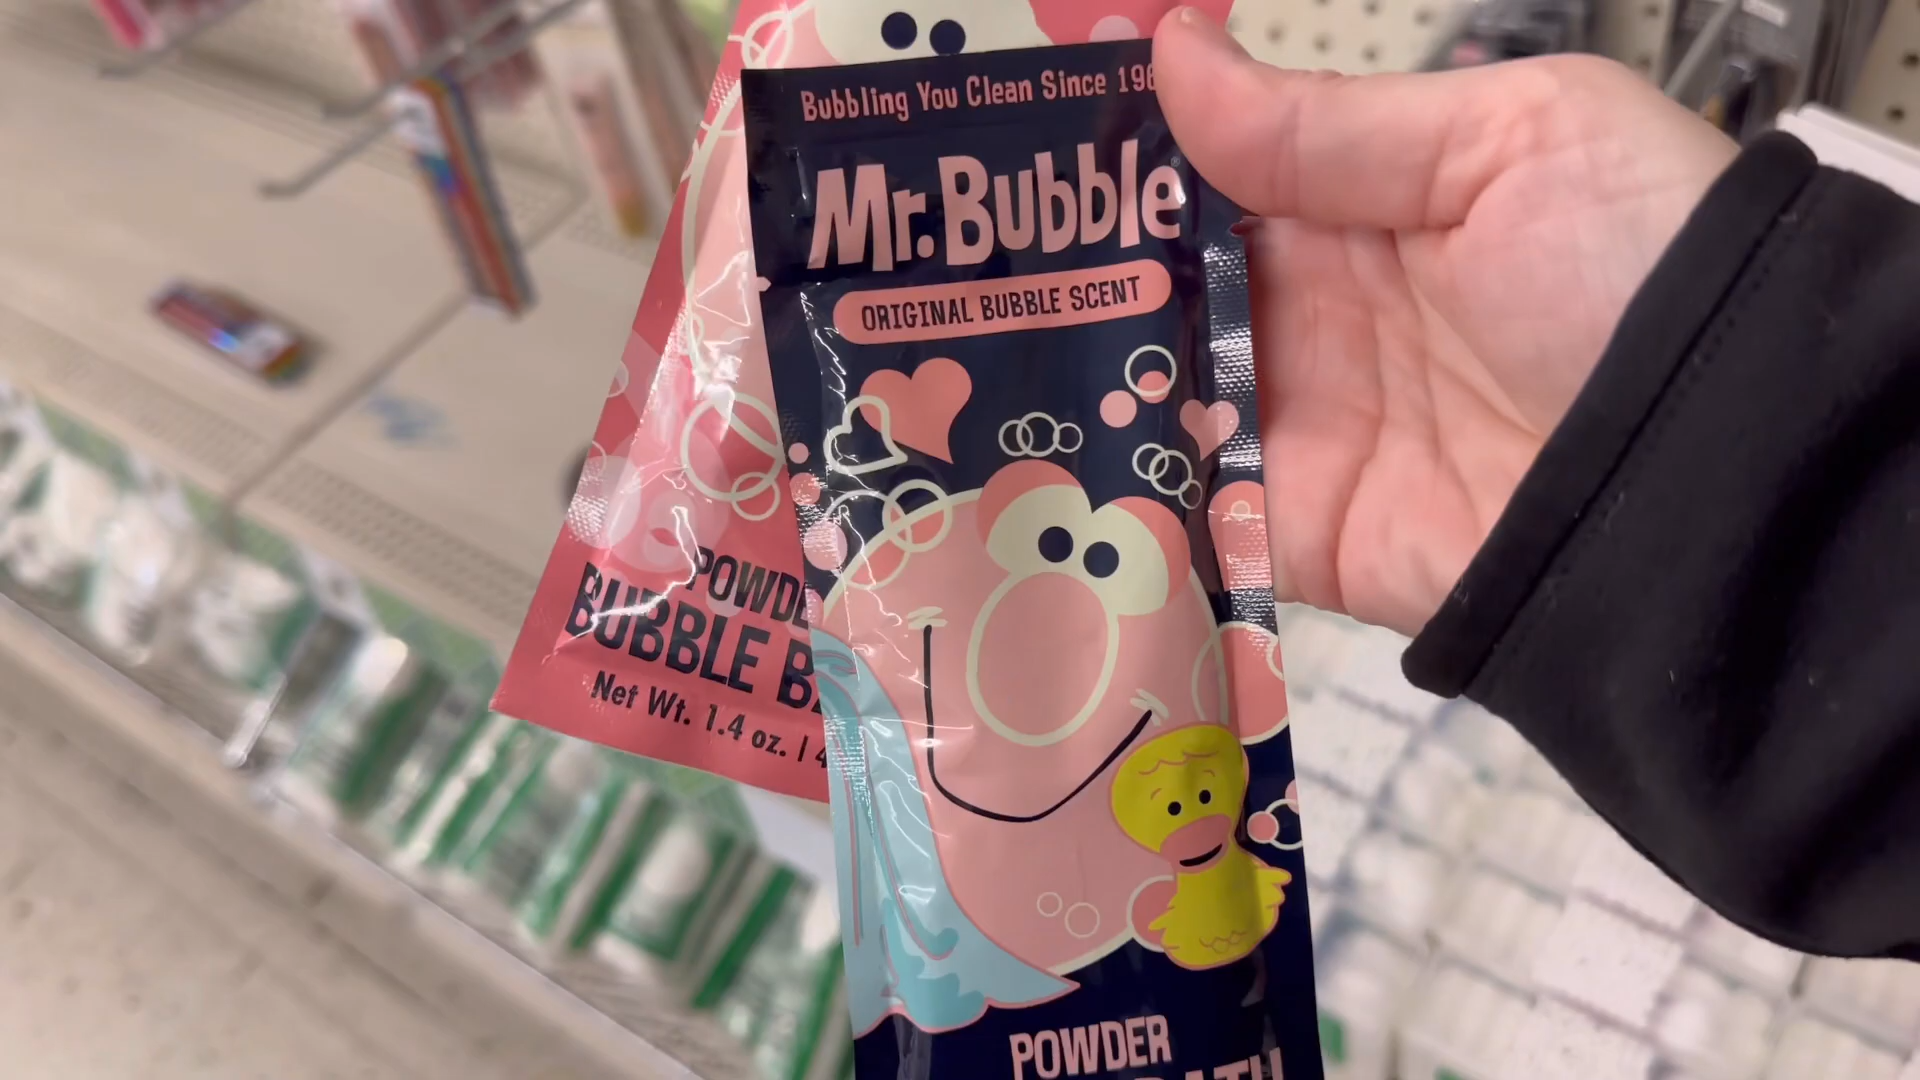 Bubbling You Clean Since 196
Mr. Bubble®
ORIGINAL BUBBLE SCENT
POWDER
BATH
POWDE
BUBBLE B
Net Wt. 1.4 oz. | 4